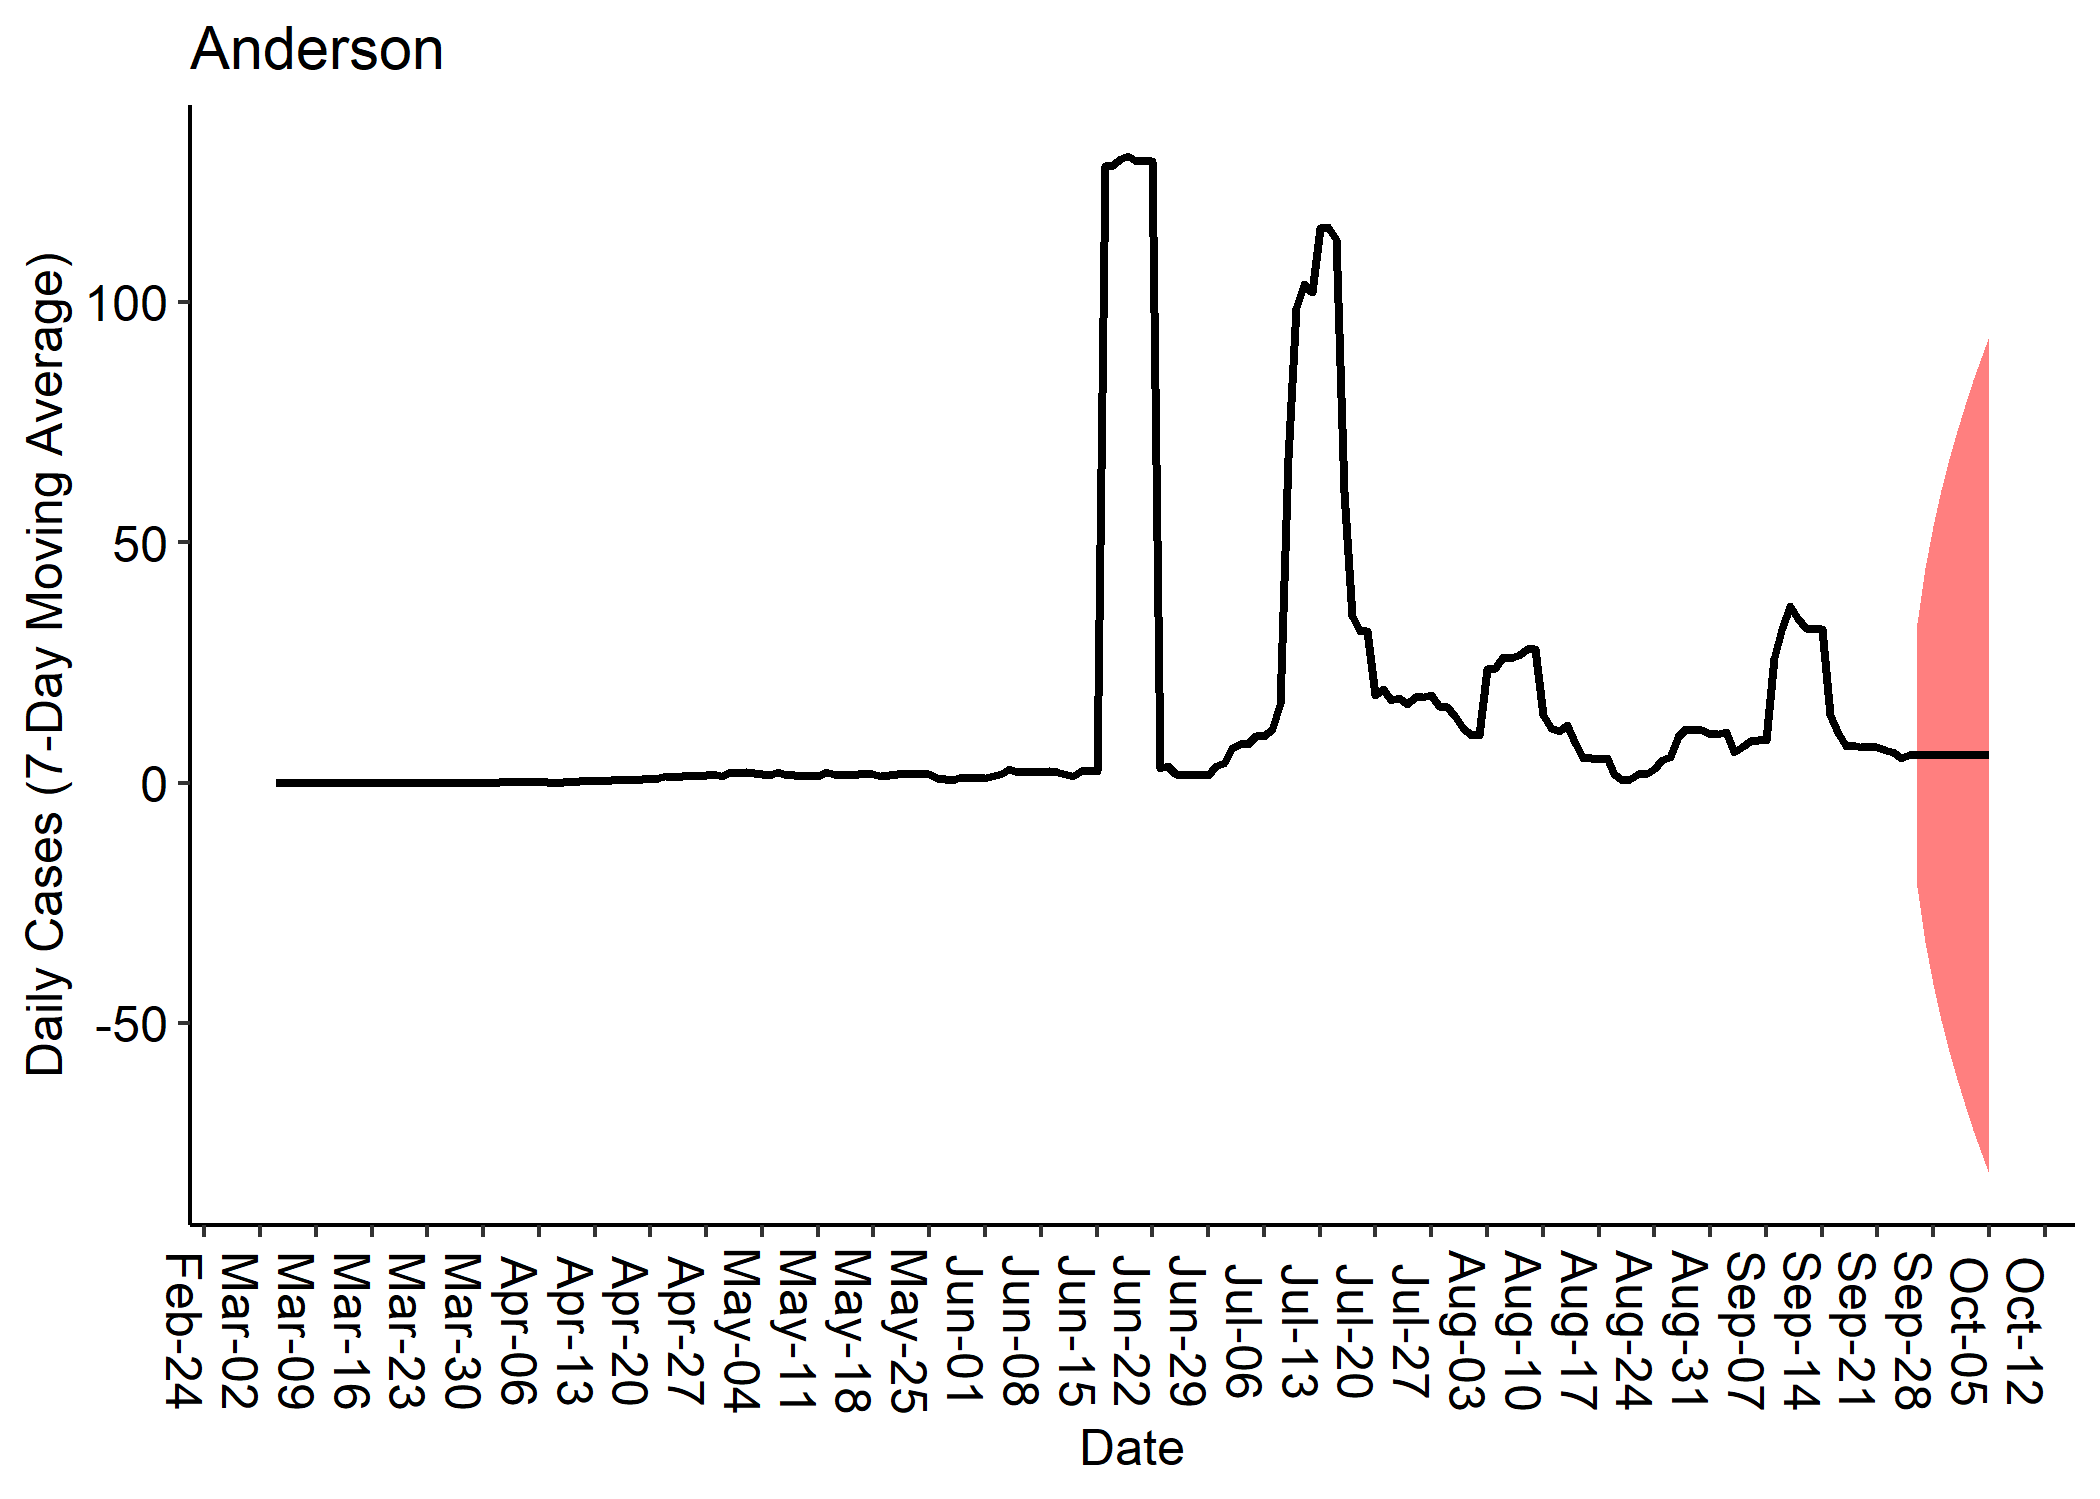 Anderson
Daily Cases (7-Day Moving Average)
100
50
0
-50
Feb-24
Mar-02
Mar-09
Mar-16
Mar-23
Mar-30
Apr-06
Apr-13
Apr-20
Apr-27
May-04
May-11
May-18
May-25
Jun-01
Jun-08
Jun-15
Jun-22
Jun-29
Jul-06
Jul-13
Jul-20
Jul-27
Aug-03
Aug-10
Aug-17
Aug-24
Aug-31
Sep-07
Sep-14
Sep-21
Sep-28
Oct-05
Oct-12
Date